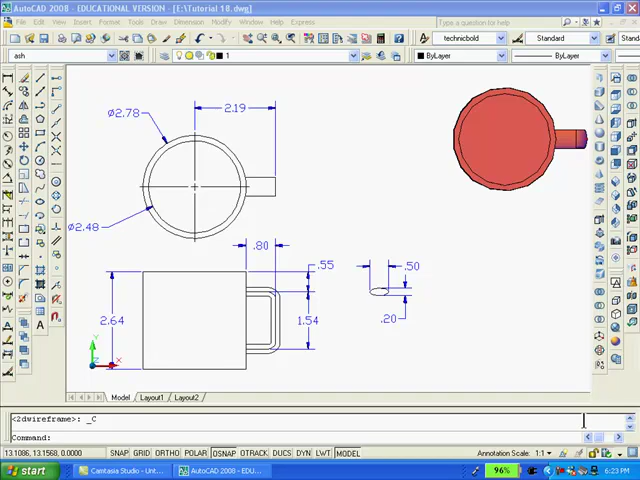 AutoCAD 2008 - EDUCATIONAL VERSION - [E:\Tutorial 18.dwg]
File Edit View Insert Format Tools Draw Dimension Modify Window Help Express
Type a question for help
technicbold
Standard
Standa
ash
1
ByLayer
ByLayer
Ø2.78
2.19
Ø2.48
.80
.55
.50
2.64
1.54
.20
Y
X
Z
Model Layout1 Layout2
<2dwireframe>: _C
Command:
13.1086, 13.1568, 0.0000
SNAP GRID ORTHO POLAR OSNAP OTRACK DUCS DYN LWT MODEL
Annotation Scale: 1:1
start
Camtasia Studio - Unt...
AutoCAD 2008 - EDU...
96%
6:23 PM